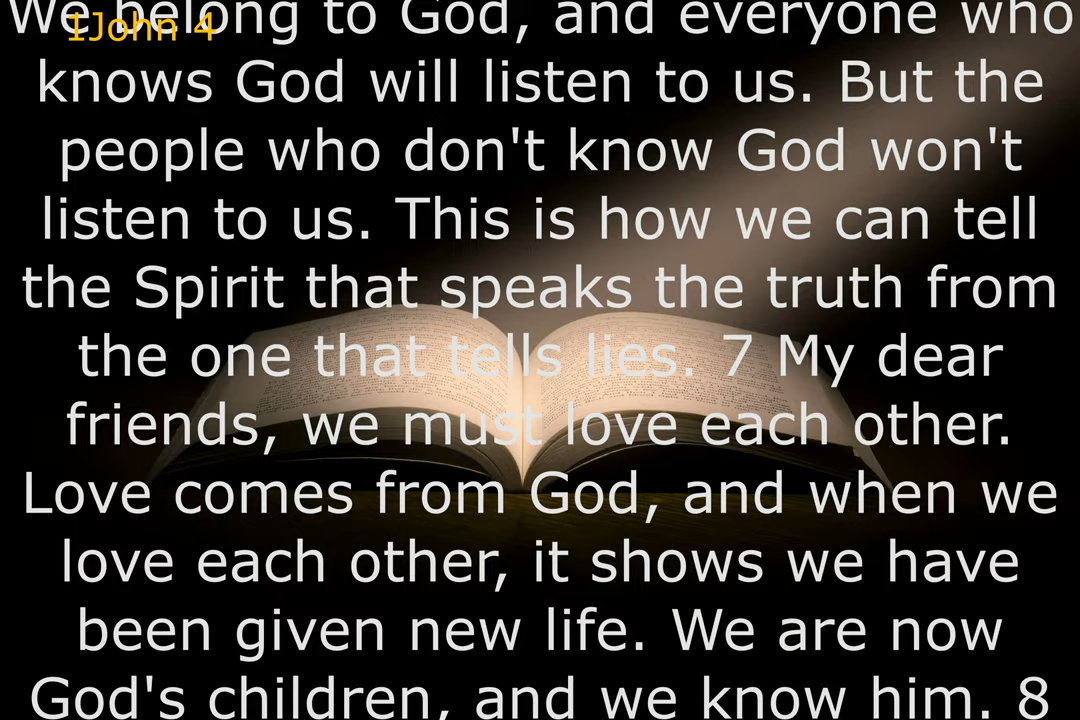 1John 4
We belong to God, and everyone who
knows God will listen to us. But the
people who don't know God won't
listen to us. This is how we can tell
the Spirit that speaks the truth from
the one that tells lies. 7 My dear
friends, we must love each other.
Love comes from God, and when we
love each other, it shows we have
been given new life. We are now
God's children, and we know him. 8